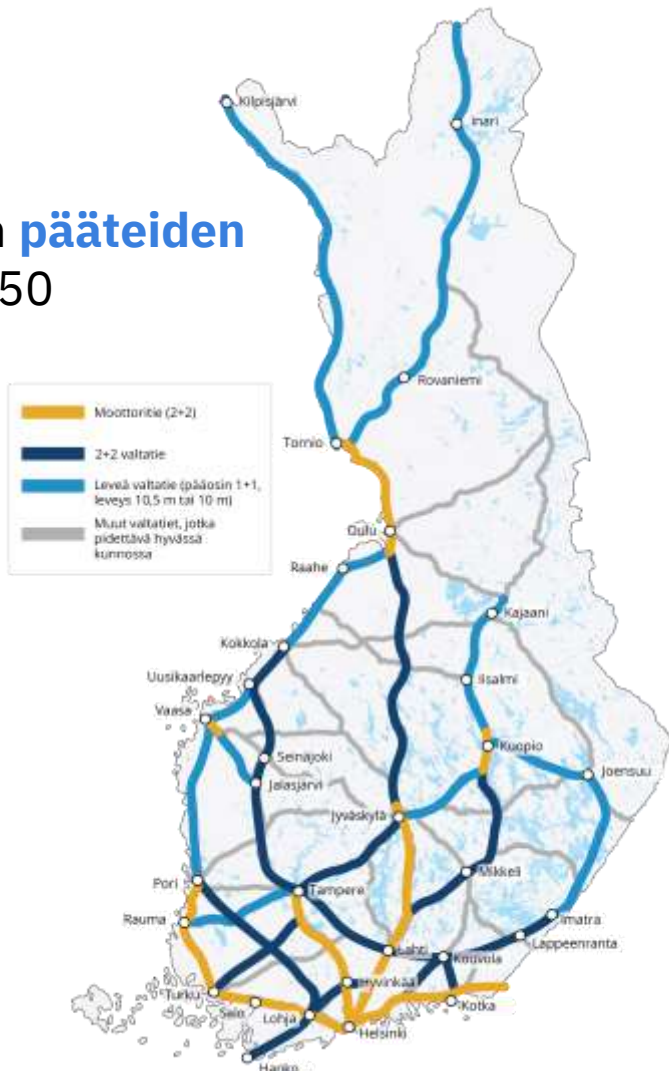 pääteiden
50
Moottoritie (2+2)
2+2 valtatie
Leveä valtatie (pääosin 1+1,
leveys 10,5 m tai 10 m)
Muut valtatiet, jotka
pidettävä hyvässä
kunnossa
Kilpisjärvi
Inari
Rovaniemi
Tornio
Oulu
Raahe
Kajaani
Kokkola
Uusikaarlepyy
Iisalmi
Vaasa
Kuopio
Seinäjoki
Joensuu
Jalasjärvi
Jyväskylä
Mikkeli
Pori
Tampere
Rauma
Imatra
Lappeenranta
Lahti
Kouvola
Hyvinkää
Turku
Salo
Kotka
Lohja
Helsinki
Hanko